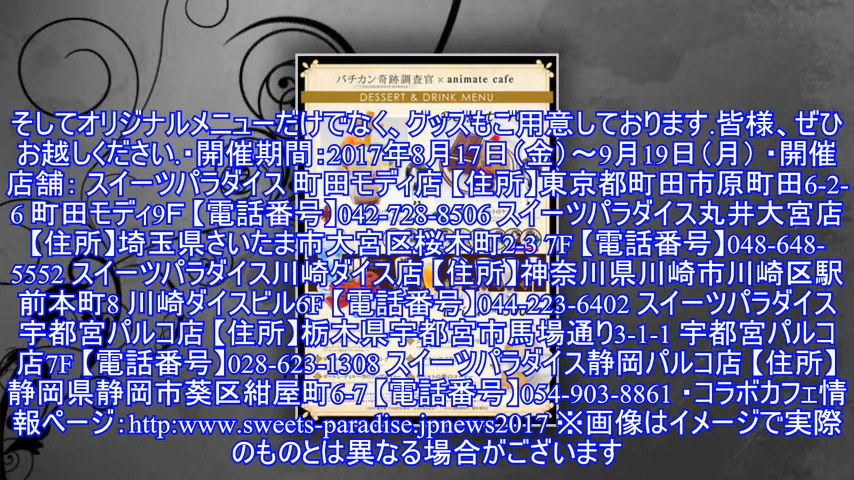 バチカン奇跡調査官 × animate cafe
DESSERT & DRINK MENU
そしてオリジナルメニューだけでなく、グッズもご用意しております.皆様、ぜひ
お越しください.・開催期間：2017年8月17日（金）～9月19日（月） ・開催
店舗： スイーツパラダイス 町田モディ店 【住所】東京都町田市原町田6-2-
6 町田モディ9F 【電話番号】042-728-8506 スイーツパラダイス丸井大宮店
【住所】埼玉県さいたま市大宮区桜木町2-3 7F 【電話番号】048-648-
5552 スイーツパラダイス川崎ダイス店 【住所】神奈川県川崎市川崎区駅
前本町8 川崎ダイスビル6F 【電話番号】044-223-6402 スイーツパラダイス
宇都宮パルコ店 【住所】栃木県宇都宮市馬場通り3-1-1 宇都宮パルコ
店7F 【電話番号】028-623-1308 スイーツパラダイス静岡パルコ店 【住所】
静岡県静岡市葵区紺屋町6-7 【電話番号】054-903-8861 ・コラボカフェ情
報ページ：http:www.sweets-paradise.jpnews2017 ※画像はイメージで実際
のものとは異なる場合がございます